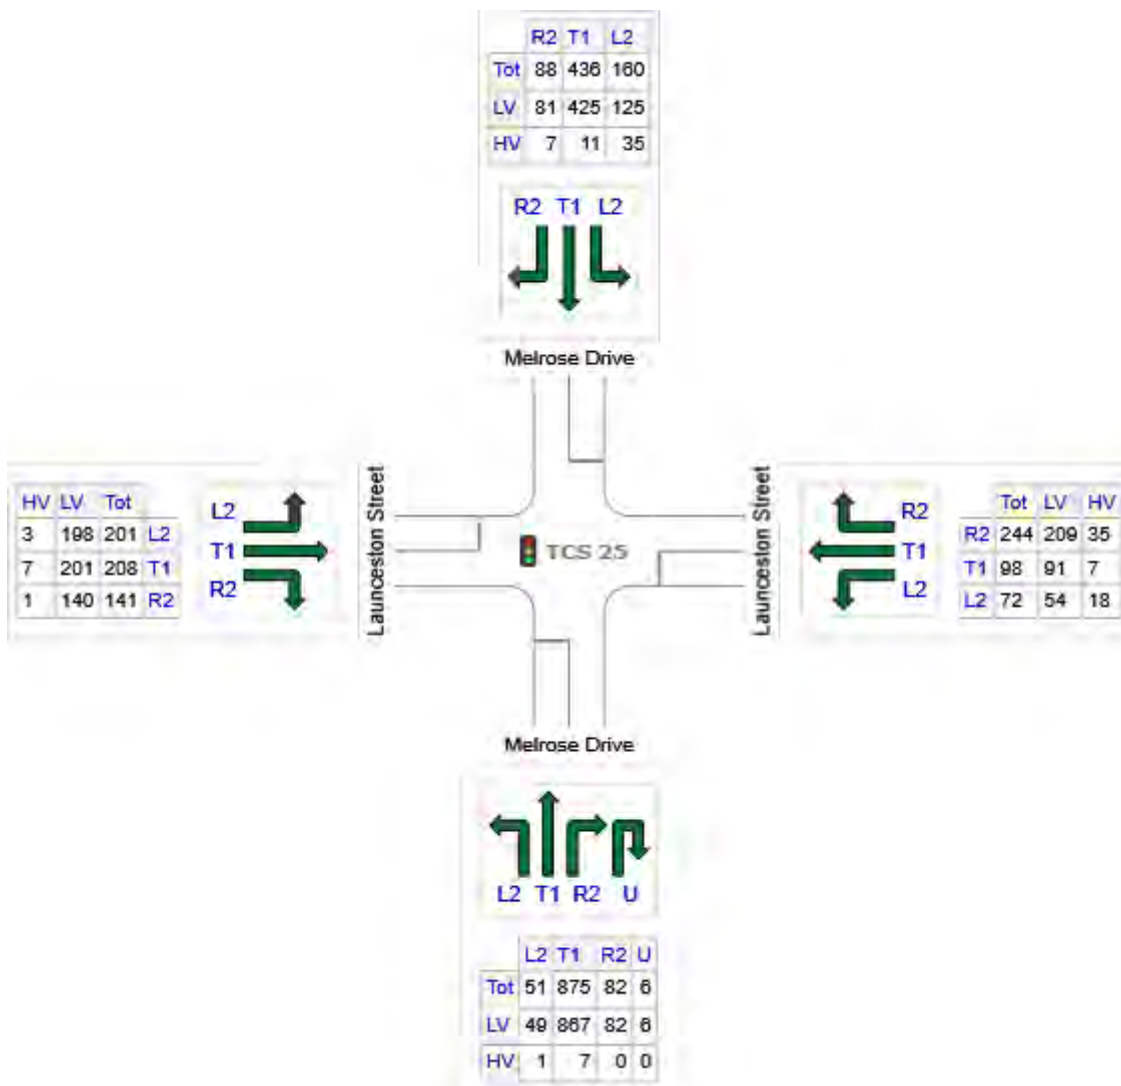 R2 T1 L2
Tot 88 436 160
LV 81 425 125
HV 7 11 35
R2 T1 L2
Melrose Drive
HV LV Tot
3 198 201 L2
7 201 208 T1
1 140 141 R2
L2
T1
R2
Launceston Street
TCS 25
Launceston Street
R2
T1
L2
Tot LV HV
R2 244 209 35
T1 98 91 7
L2 72 54 18
Melrose Drive
L2 T1 R2 U
L2 T1 R2 U
Tot 51 875 82 6
LV 49 867 82 6
HV 1 7 0 0